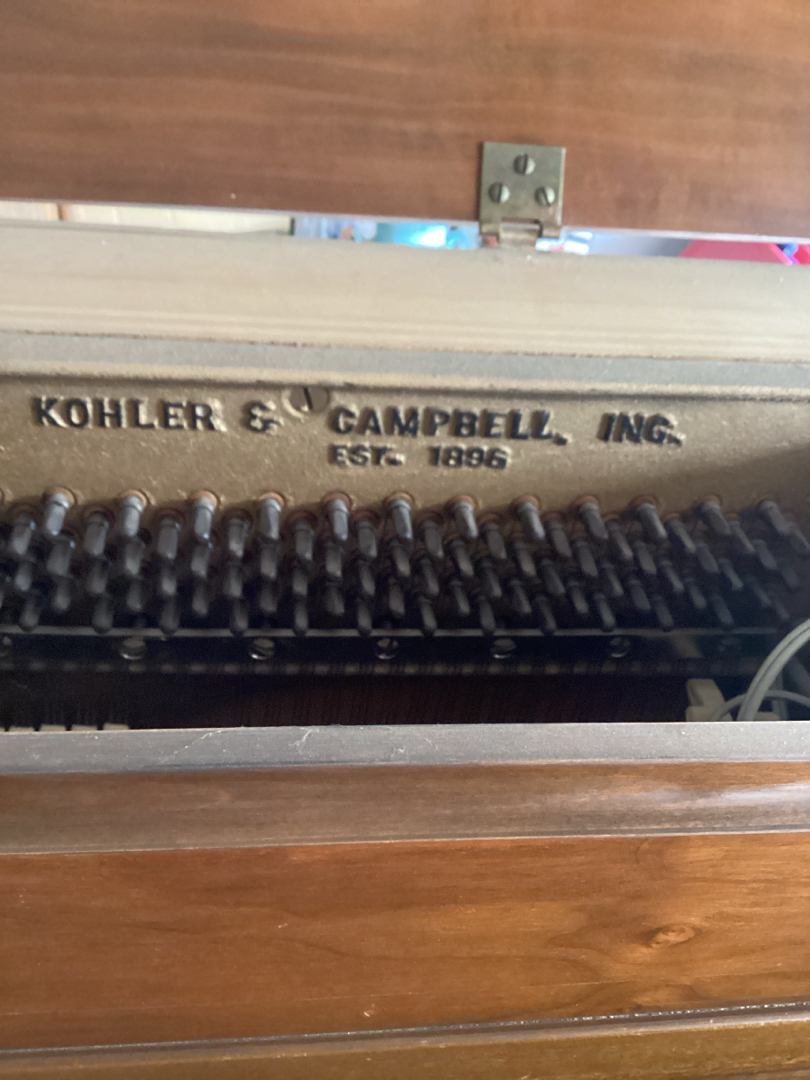 KOHLER & CAMPBELL, INC.
EST. 1896